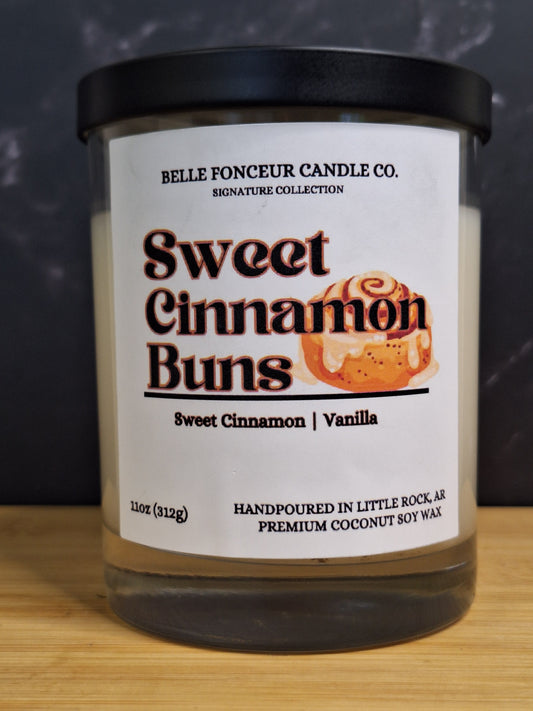 BELLE FONCEUR CANDLE CO.
SIGNATURE COLLECTION
Sweet
Cinnamon
Buns
Sweet Cinnamon | Vanilla
11oz (312g)
HANDPOURED IN LITTLE ROCK, AR
PREMIUM COCONUT SOY WAX